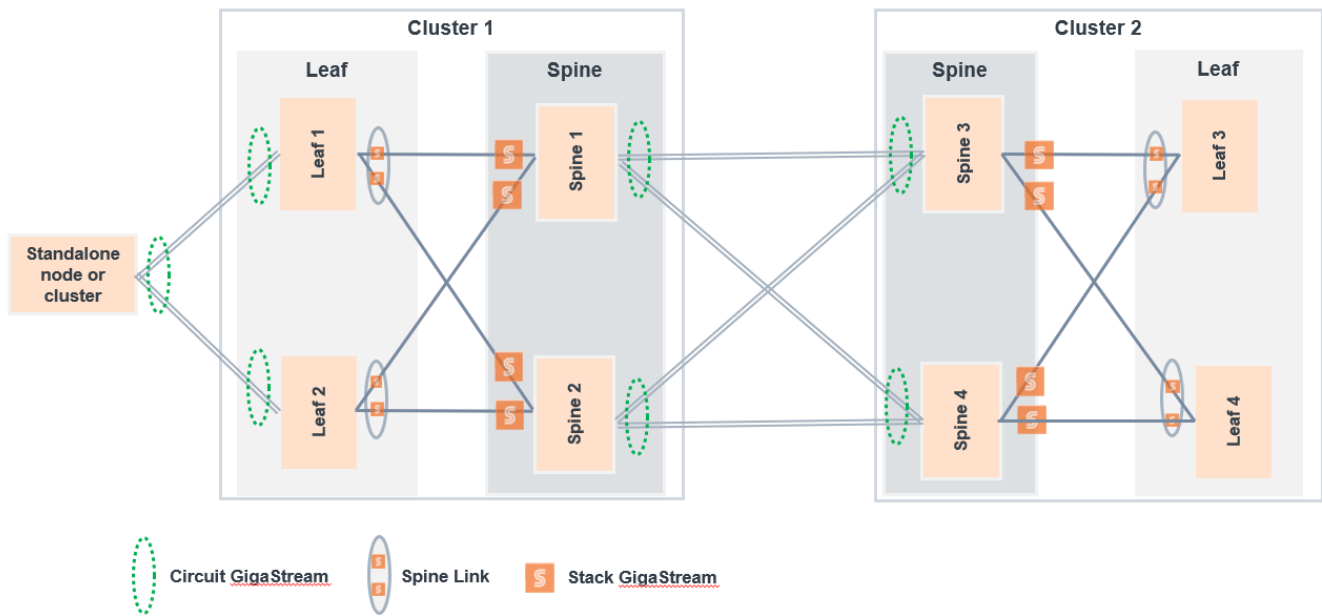 Cluster 1
Cluster 2
Leaf
Spine
Spine
Leaf
Leaf 1
Spine 1
Spine 3
Leaf 3
Standalone
node or
cluster
Leaf 2
Spine 2
Spine 4
Leaf 4
Circuit GigaStream
Spine Link
Stack GigaStream